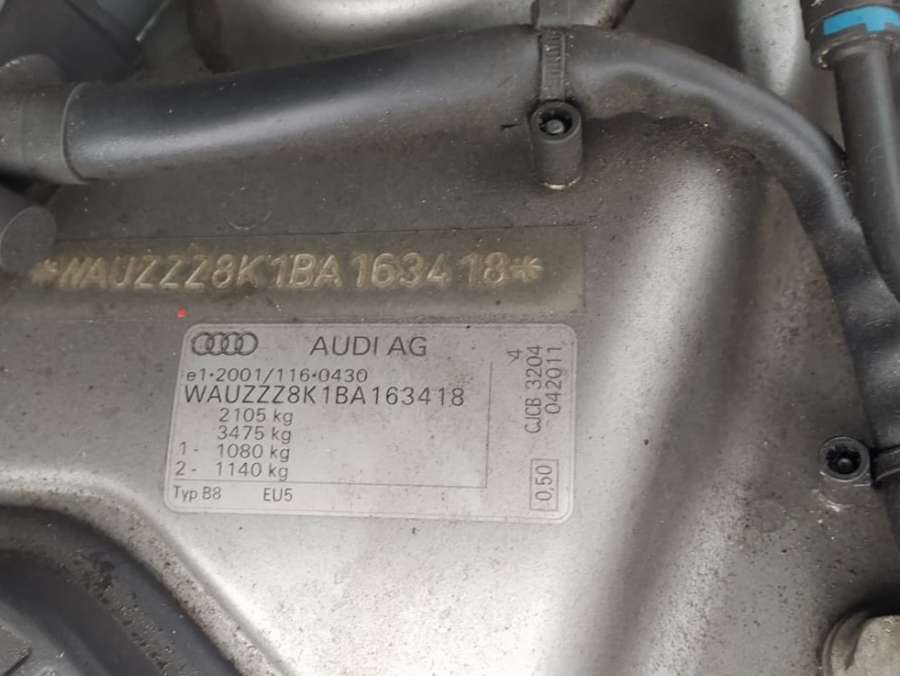 *WAUZZZ8K1BA163418*
AUDI AG
e1*2001/116*0430
WAUZZZ8K1BA163418
2105 kg
3475 kg
1- 1080 kg
2- 1140 kg
Typ B8 EU5
4
CJCB 3204
042011
0,50